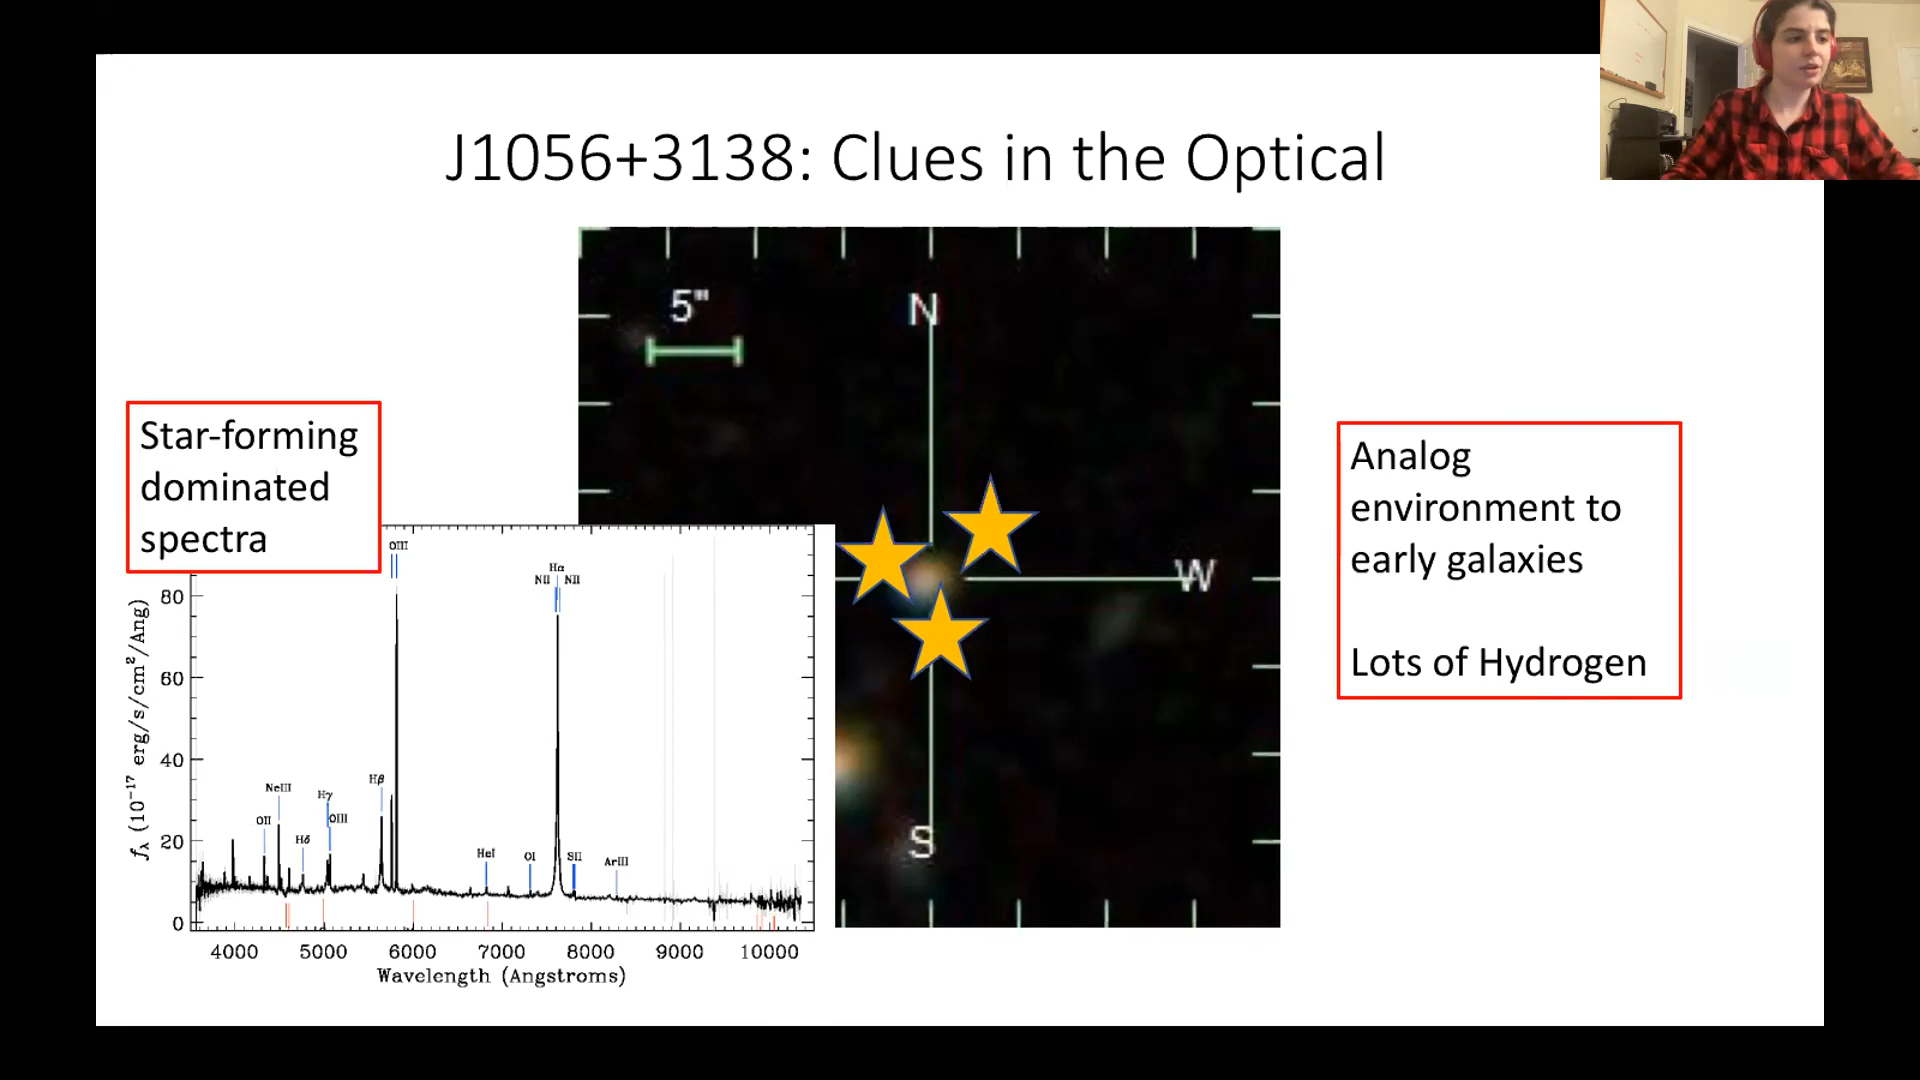 J1056+3138: Clues in the Optical
5"
N
W
S
Star-forming
dominated
spectra
Analog
environment to
early galaxies
Lots of Hydrogen
OIII
Hα
NII NII
Hβ
NeIII
Hγ
OII
OIII
Hδ
HeI
OI
SII
ArIII
80
60
40
20
0
fλ (10⁻¹⁷ erg/s/cm²/Ang)
4000 5000 6000 7000 8000 9000 10000
Wavelength (Angstroms)